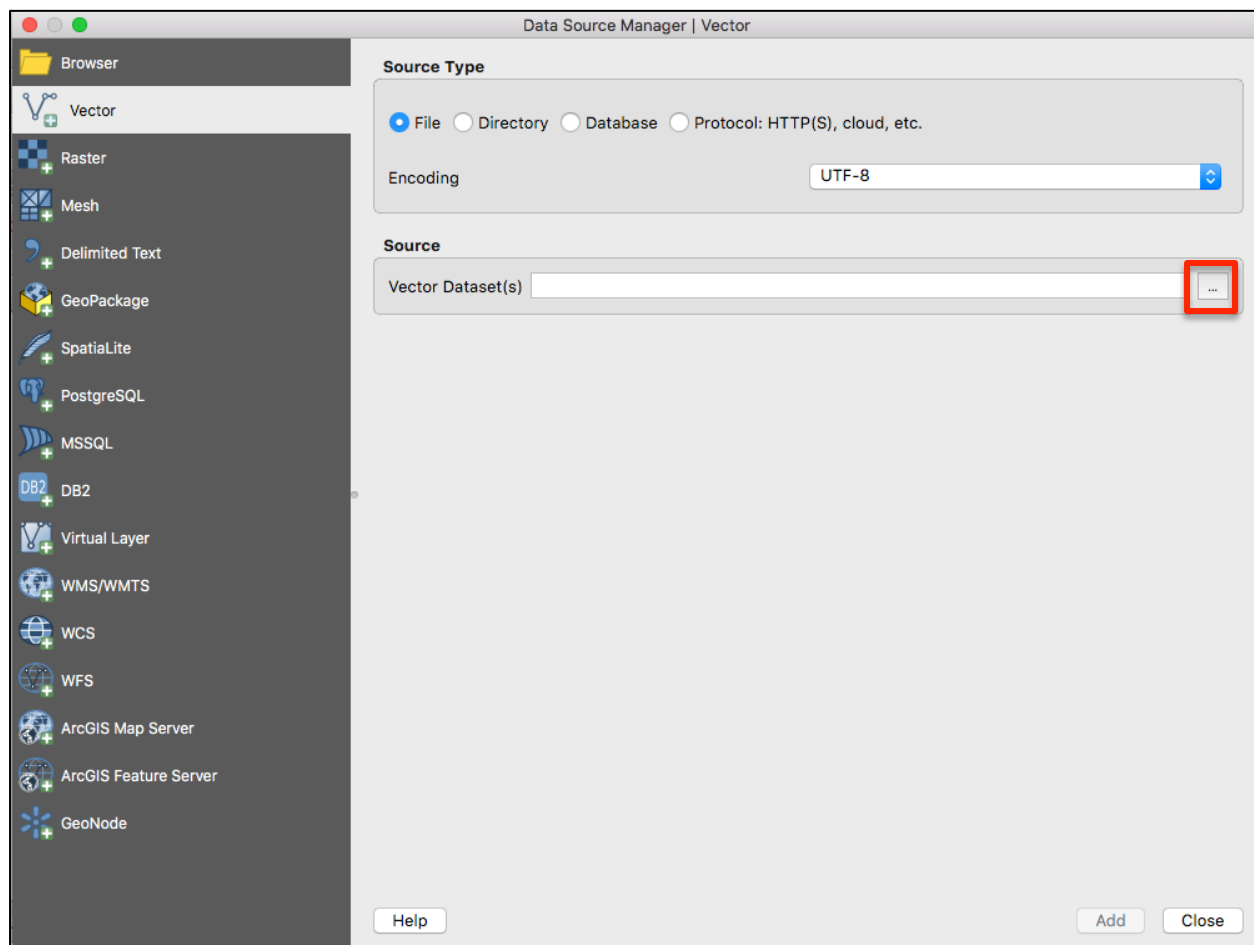 Data Source Manager | Vector
Browser
Vector
Raster
Mesh
Delimited Text
GeoPackage
SpatiaLite
PostgreSQL
MSSQL
DB2
DB2
Virtual Layer
WMS/WMTS
WCS
WFS
ArcGIS Map Server
ArcGIS Feature Server
GeoNode
Source Type
File Directory Database Protocol: HTTP(S), cloud, etc.
Encoding UTF-8
Source
Vector Dataset(s) ...
Help Add Close